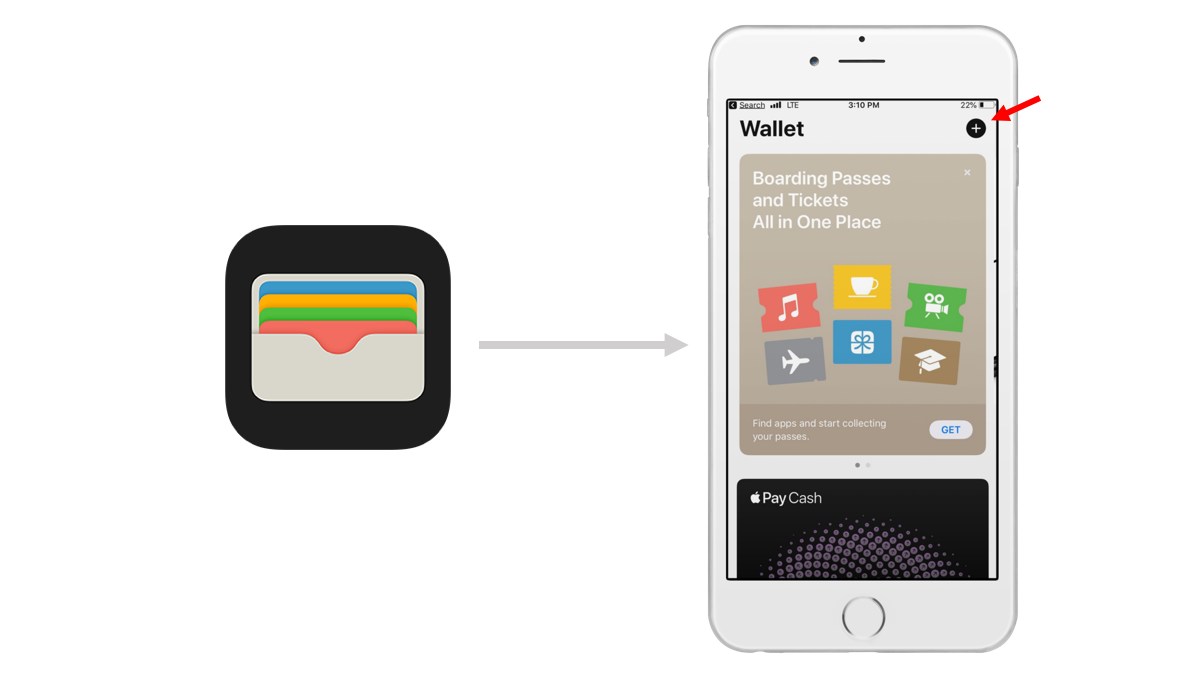 Search LTE 3:10 PM 22%
Wallet
Boarding Passes
and Tickets
All in One Place
Find apps and start collecting
your passes.
GET
Pay Cash